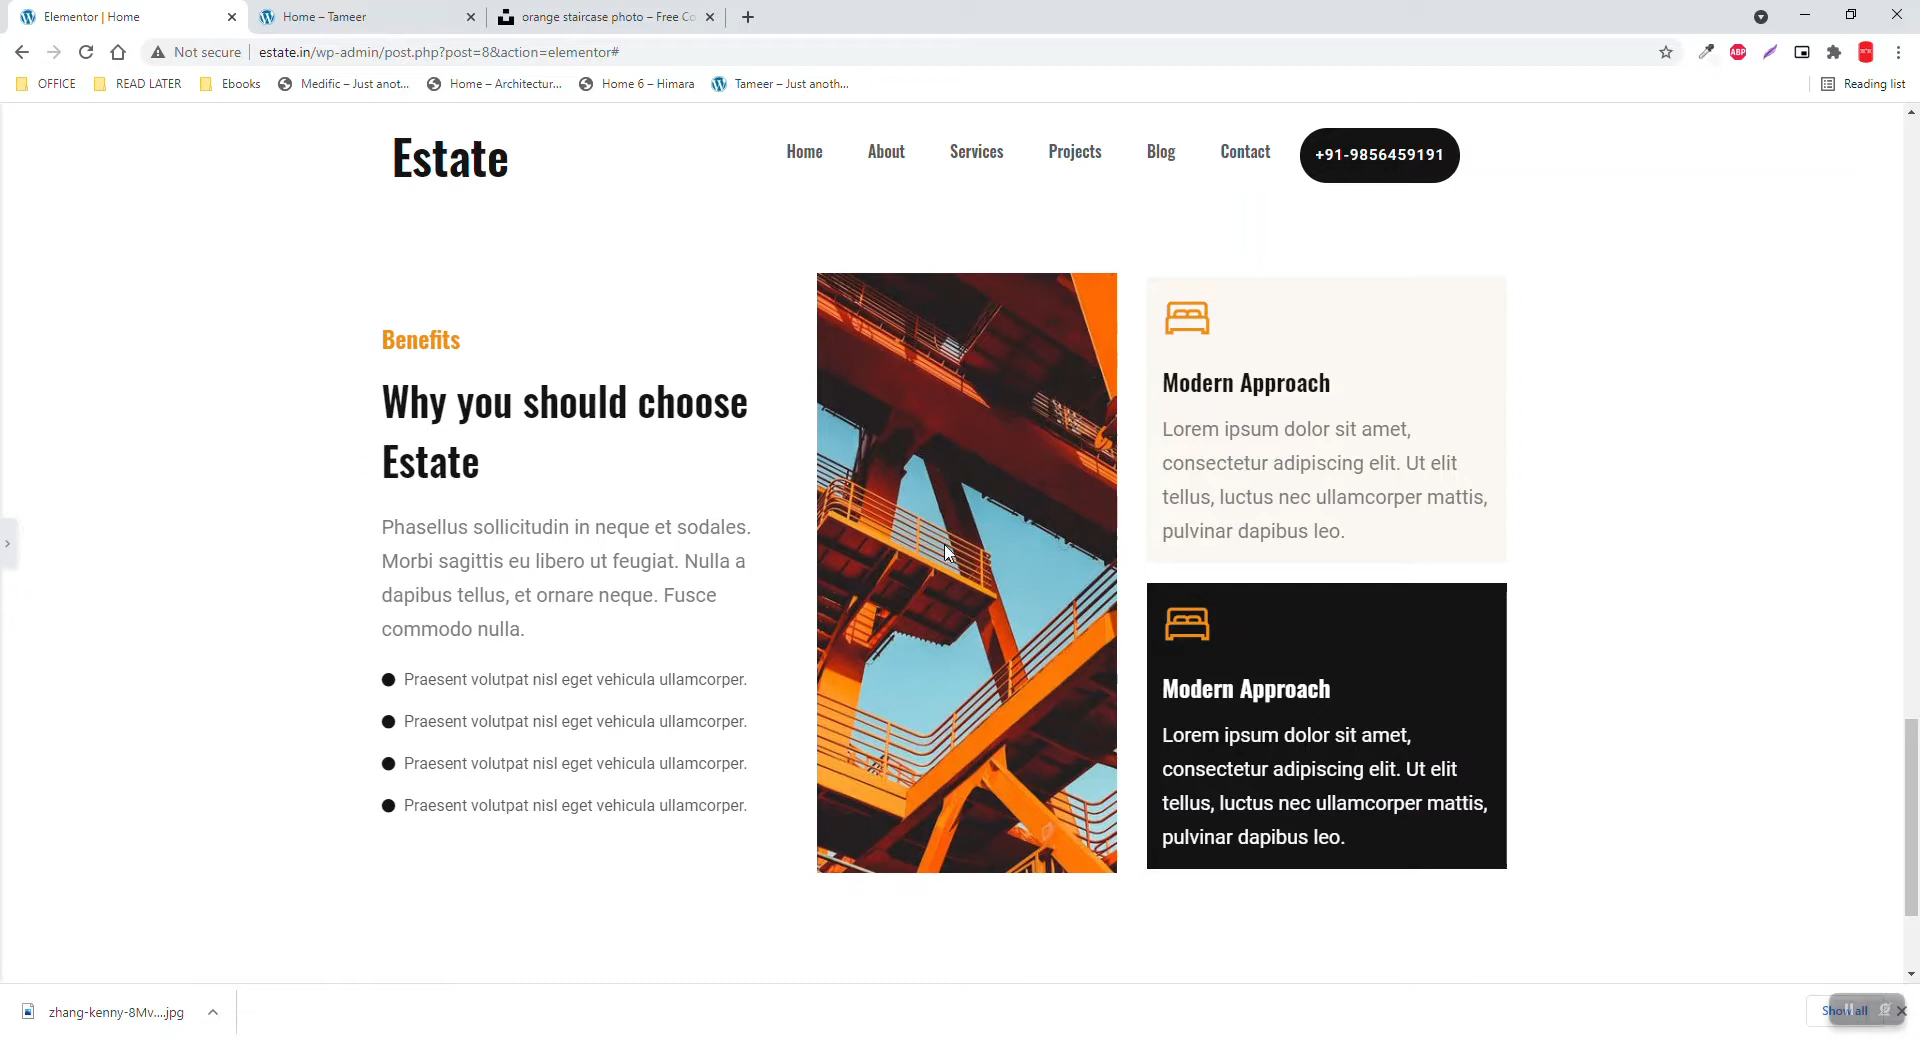 Elementor | Home
Home – Tameer
orange staircase photo – Free Co
Not secure
estate.in/wp-admin/post.php?post=8&action=elementor#
ABP
OFFICE
READ LATER
Ebooks
Medific – Just anot...
Home – Architectur...
Home 6 – Himara
Tameer – Just anoth...
Reading list
Estate
Home
About
Services
Projects
Blog
Contact
+91-9856459191
Benefits
Why you should choose
Estate
Phasellus sollicitudin in neque et sodales.
Morbi sagittis eu libero ut feugiat. Nulla a
dapibus tellus, et ornare neque. Fusce
commodo nulla.
Praesent volutpat nisl eget vehicula ullamcorper.
Praesent volutpat nisl eget vehicula ullamcorper.
Praesent volutpat nisl eget vehicula ullamcorper.
Praesent volutpat nisl eget vehicula ullamcorper.
Modern Approach
Lorem ipsum dolor sit amet,
consectetur adipiscing elit. Ut elit
tellus, luctus nec ullamcorper mattis,
pulvinar dapibus leo.
Modern Approach
Lorem ipsum dolor sit amet,
consectetur adipiscing elit. Ut elit
tellus, luctus nec ullamcorper mattis,
pulvinar dapibus leo.
zhang-kenny-8Mv....jpg
Show all